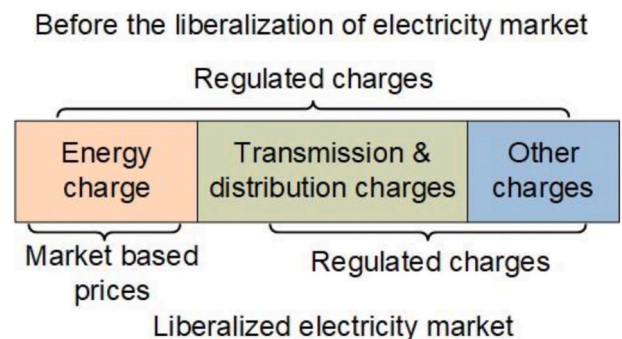 Before the liberalization of electricity market
Regulated charges
Energy
charge
Transmission &
distribution charges
Other
charges
Market based
prices
Regulated charges
Liberalized electricity market